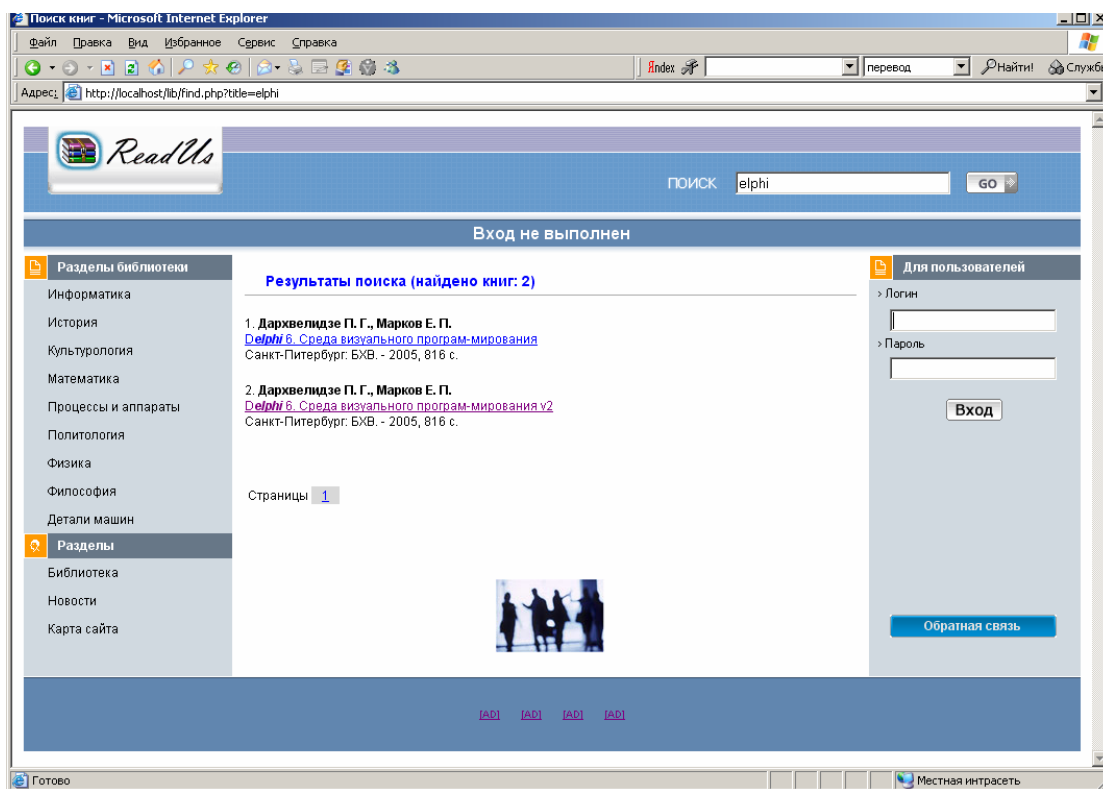 Поиск книг - Microsoft Internet Explorer
Файл Правка Вид Избранное Сервис Справка
Яndex перевод Найти!
Адрес: http://localhost/lib/find.php?title=elphi
ReadUs
ПОИСК elphi GO
Вход не выполнен
Разделы библиотеки
Информатика
История
Культурология
Математика
Процессы и аппараты
Политология
Физика
Философия
Детали машин
Разделы
Библиотека
Новости
Карта сайта
Результаты поиска (найдено книг: 2)
1. Дархвелидзе П. Г., Марков Е. П.
Delphi 6. Среда визуального програм-мирования
Санкт-Питербург: БХВ. - 2005, 816 с.
2. Дархвелидзе П. Г., Марков Е. П.
Delphi 6. Среда визуального програм-мирования v2
Санкт-Питербург: БХВ. - 2005, 816 с.
Страницы 1
Для пользователей
› Логин
› Пароль
Вход
Обратная связь
[AD] [AD] [AD] [AD]
Готово
Местная интрасеть